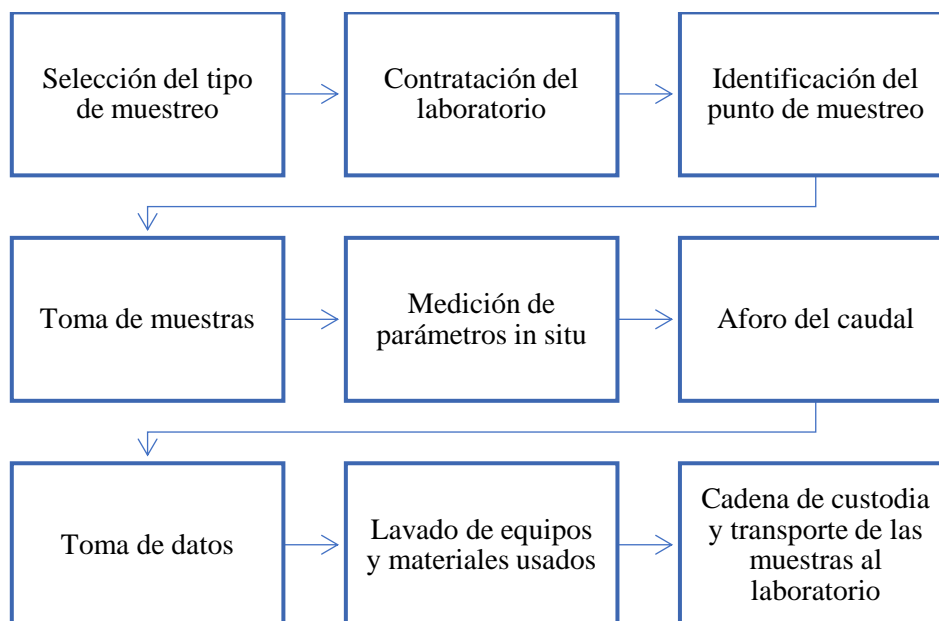 Selección del tipo
de muestreo
Contratación del
laboratorio
Identificación del
punto de muestreo
Toma de muestras
Medición de
parámetros in situ
Aforo del caudal
Toma de datos
Lavado de equipos
y materiales usados
Cadena de custodia
y transporte de las
muestras al
laboratorio